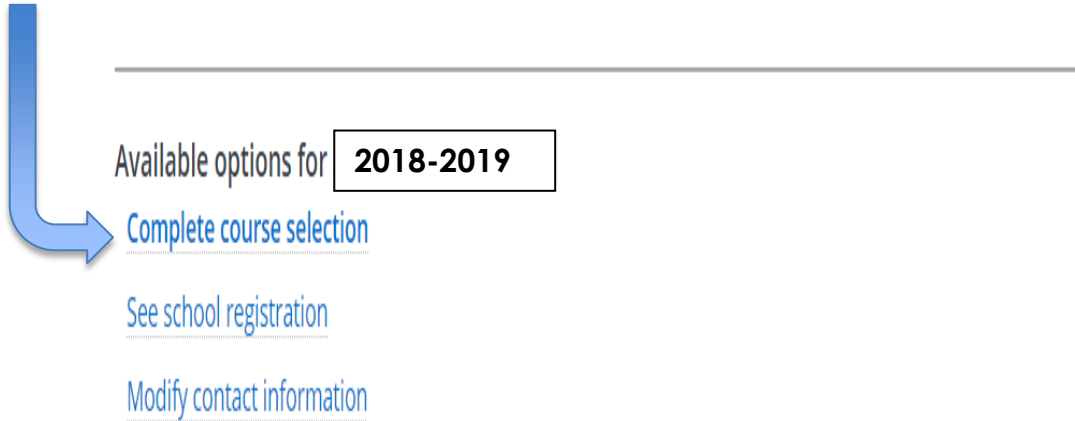 Available options for 2018-2019
Complete course selection
See school registration
Modify contact information